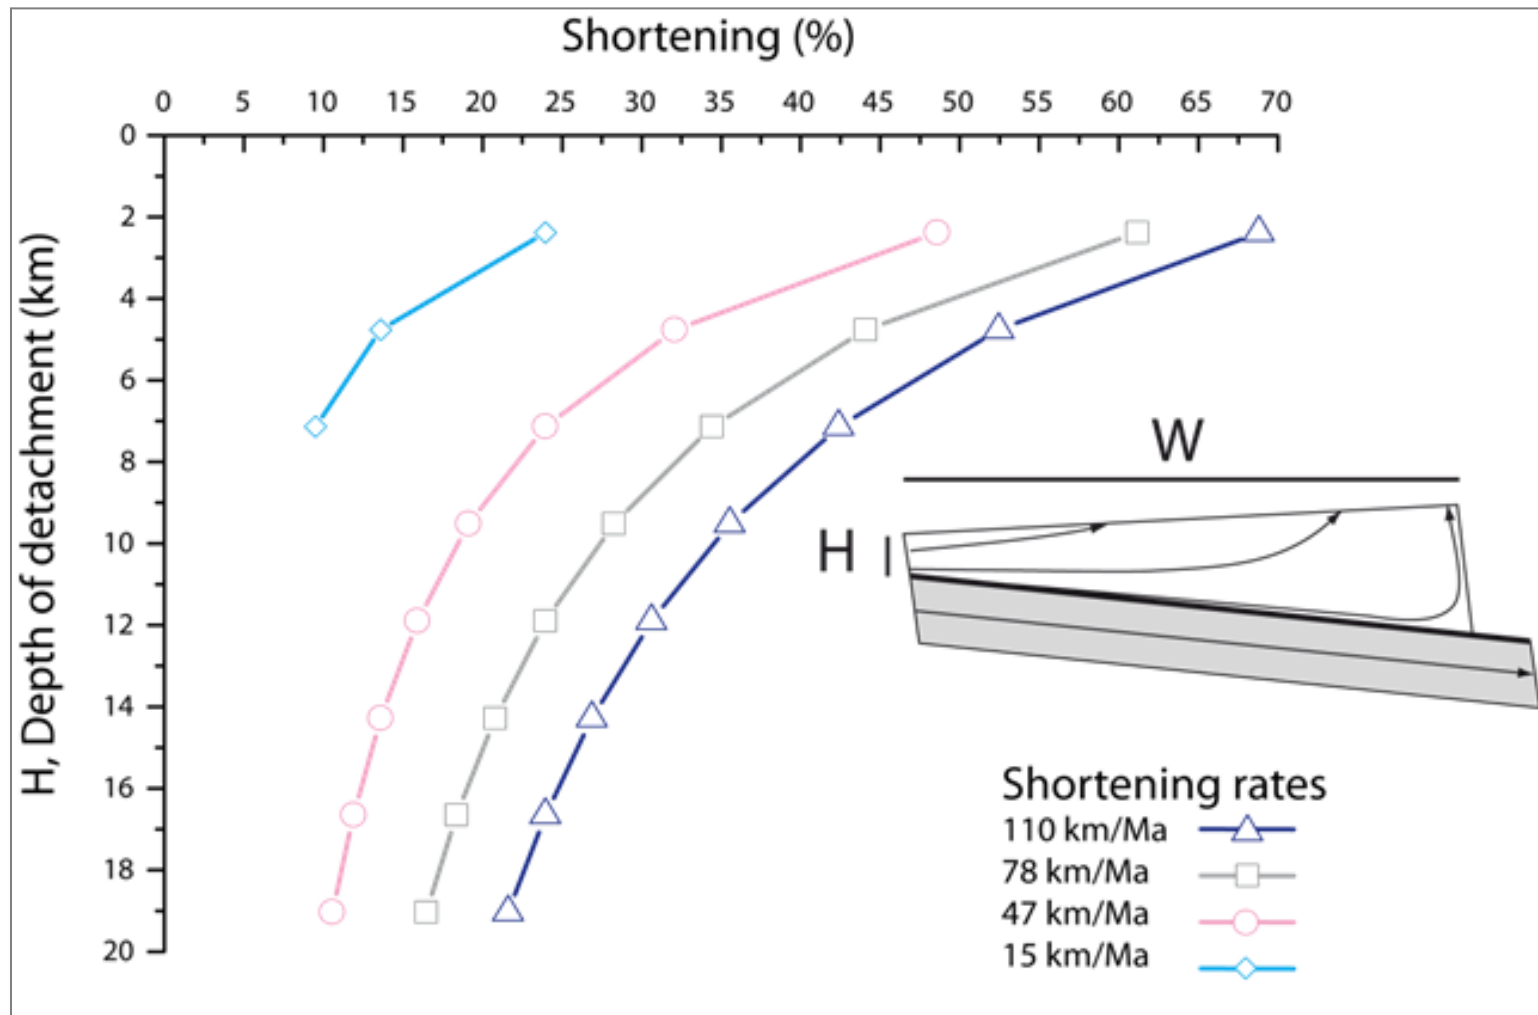 Shortening (%)
0 5 10 15 20 25 30 35 40 45 50 55 60 65 70
H, Depth of detachment (km)
0
2
4
6
8
10
12
14
16
18
20
W
H
Shortening rates
110 km/Ma
78 km/Ma
47 km/Ma
15 km/Ma